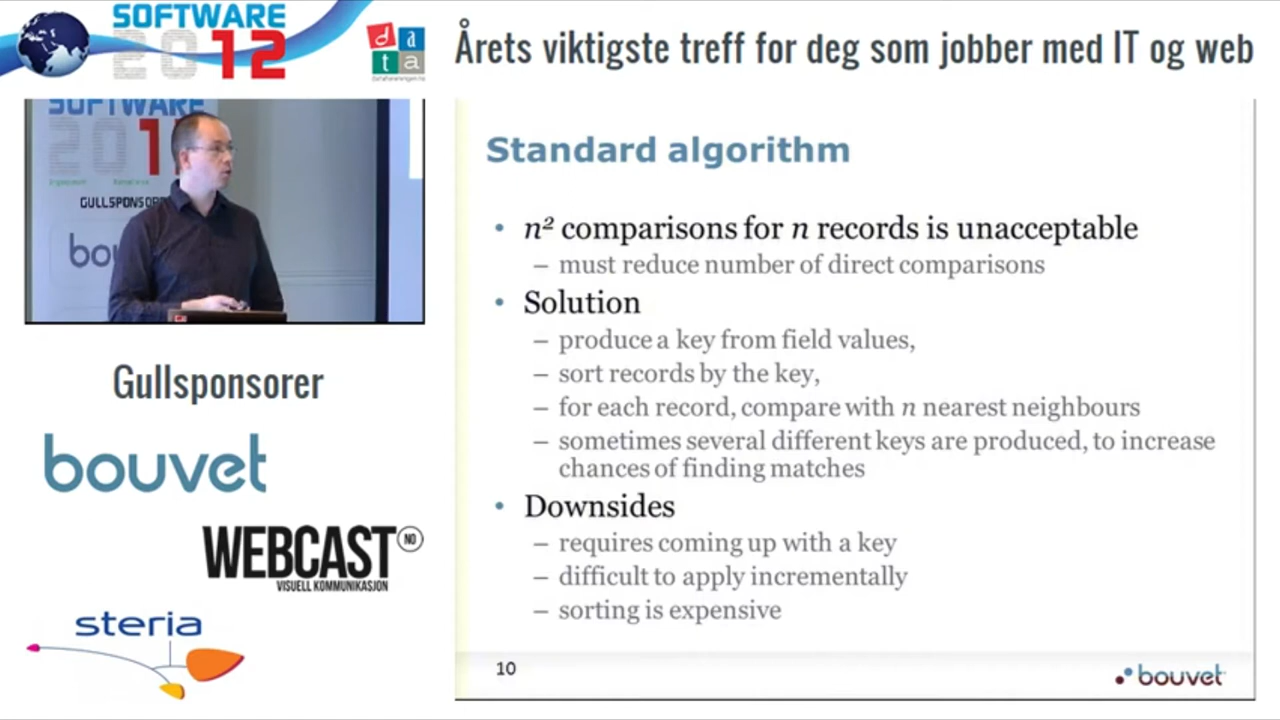 SOFTWARE
2012
data
Årets viktigste treff for deg som jobber med IT og web
SOFTWARE
201
GULLSPONSOR
bou
Gullsponsorer
bouvet
WEBCAST NO
VISUELL KOMMUNIKASJON
steria
Standard algorithm
• n² comparisons for n records is unacceptable
– must reduce number of direct comparisons
• Solution
– produce a key from field values,
– sort records by the key,
– for each record, compare with n nearest neighbours
– sometimes several different keys are produced, to increase
chances of finding matches
• Downsides
– requires coming up with a key
– difficult to apply incrementally
– sorting is expensive
10
bouvet